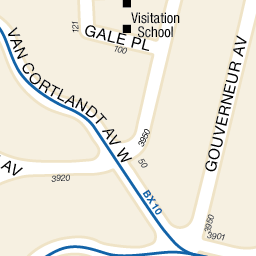 Visitation
School
121
GALE PL
100
VAN CORTLANDT AV W
GOUVERNEUR AV
3950
50
AV
3920
BX10
3950
3901